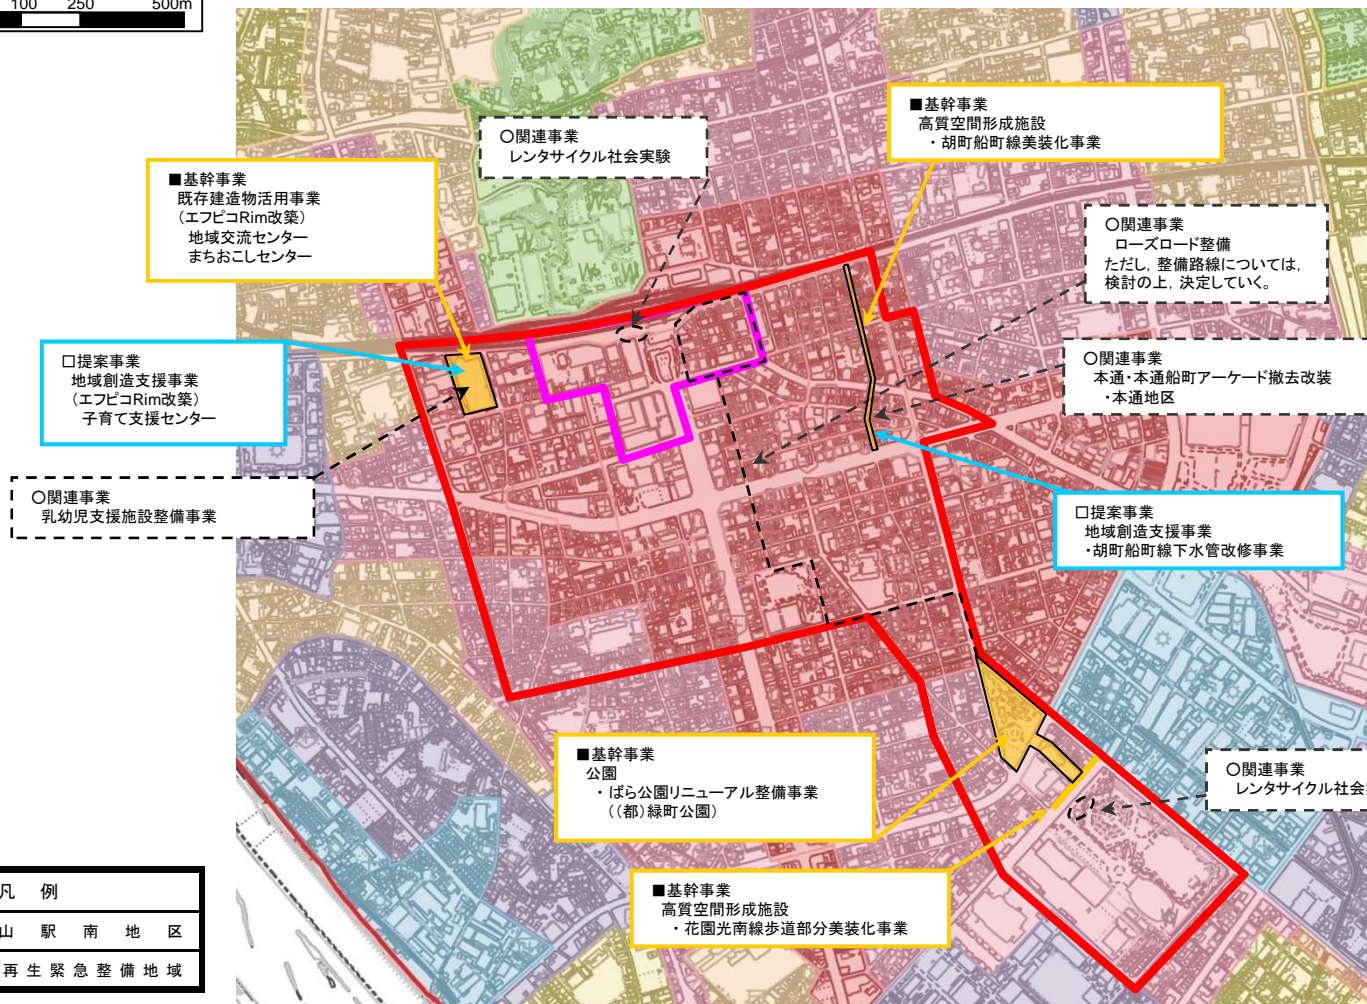 100 250 500m
〇関連事業
レンタサイクル社会実験
■基幹事業
高質空間形成施設
・胡町船町線美装化事業
■基幹事業
既存建造物活用事業
（エフピコRim改築）
地域交流センター
まちおこしセンター
〇関連事業
ローズロード整備
ただし，整備路線については，
検討の上，決定していく。
□提案事業
地域創造支援事業
（エフピコRim改築）
子育て支援センター
〇関連事業
本通・本通船町アーケード撤去改装
・本通地区
〇関連事業
乳幼児支援施設整備事業
□提案事業
地域創造支援事業
・胡町船町線下水管改修事業
■基幹事業
公園
・ばら公園リニューアル整備事業
（(都)緑町公園）
〇関連事業
レンタサイクル社会
■基幹事業
高質空間形成施設
・花園光南線歩道部分美装化事業
凡 例
山 駅 南 地 区
再 生 緊 急 整 備 地 域